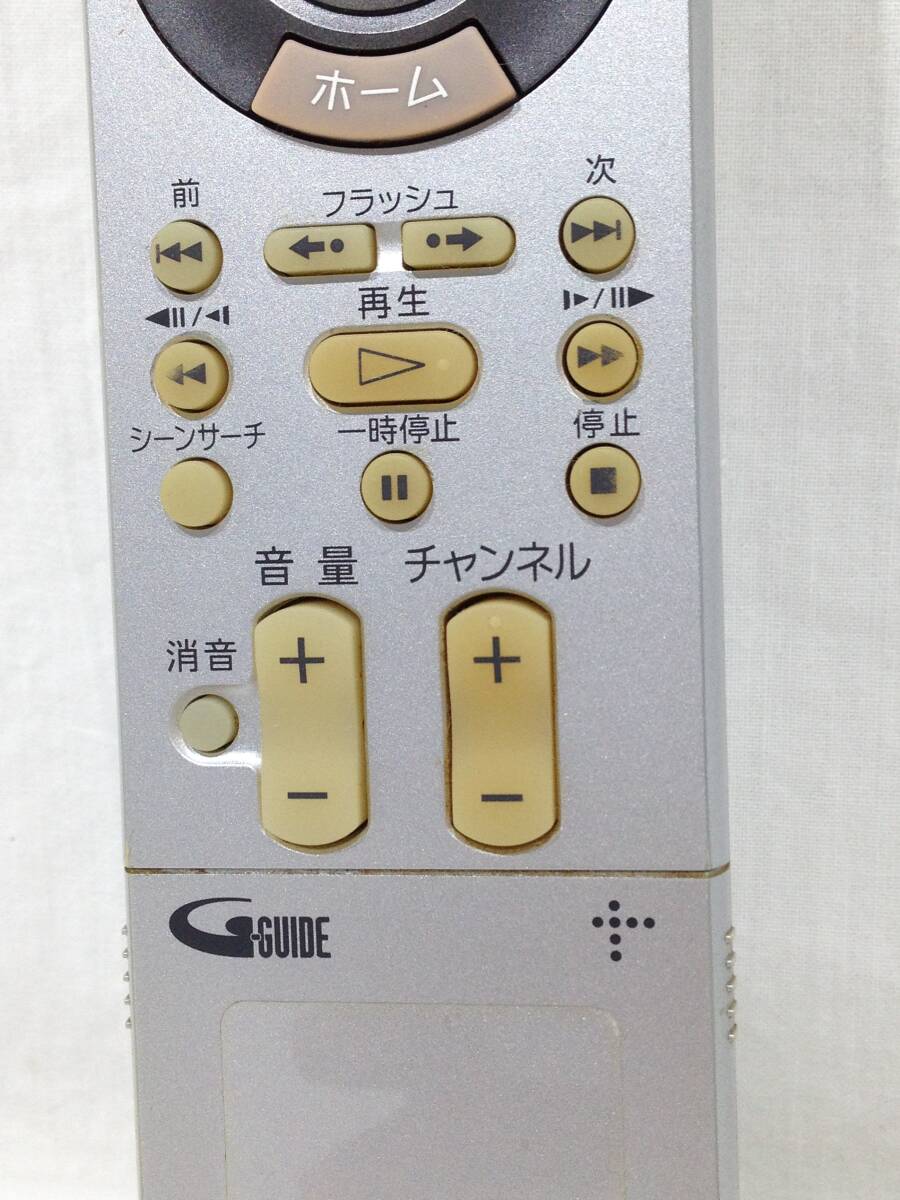 ホーム
前
フラッシュ
次
再生
シーンサーチ
一時停止
停止
音量
チャンネル
消音
+
+
-
-
G-GUIDE